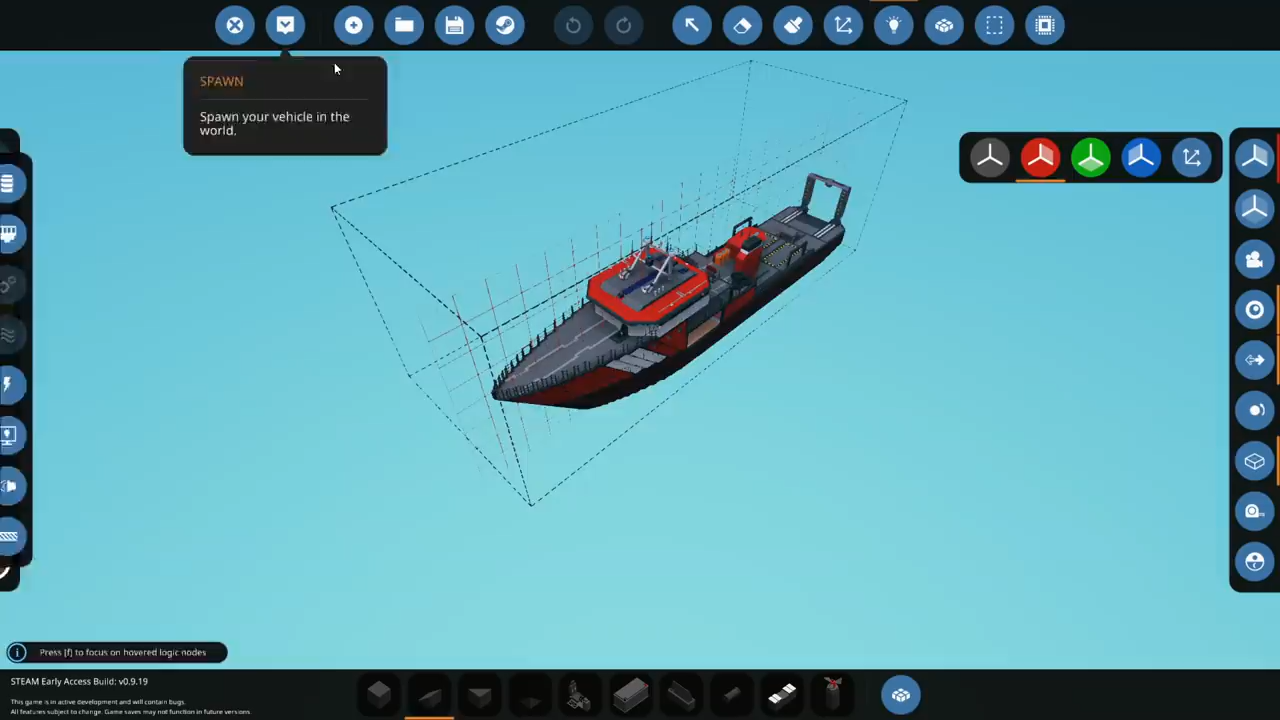 SPAWN
Spawn your vehicle in the
world.
Press [f] to focus on hovered logic nodes
STEAM Early Access Build: v0.9.19
This game is in active development and will contain bugs.
All features subject to change. Game saves may not function in future versions.